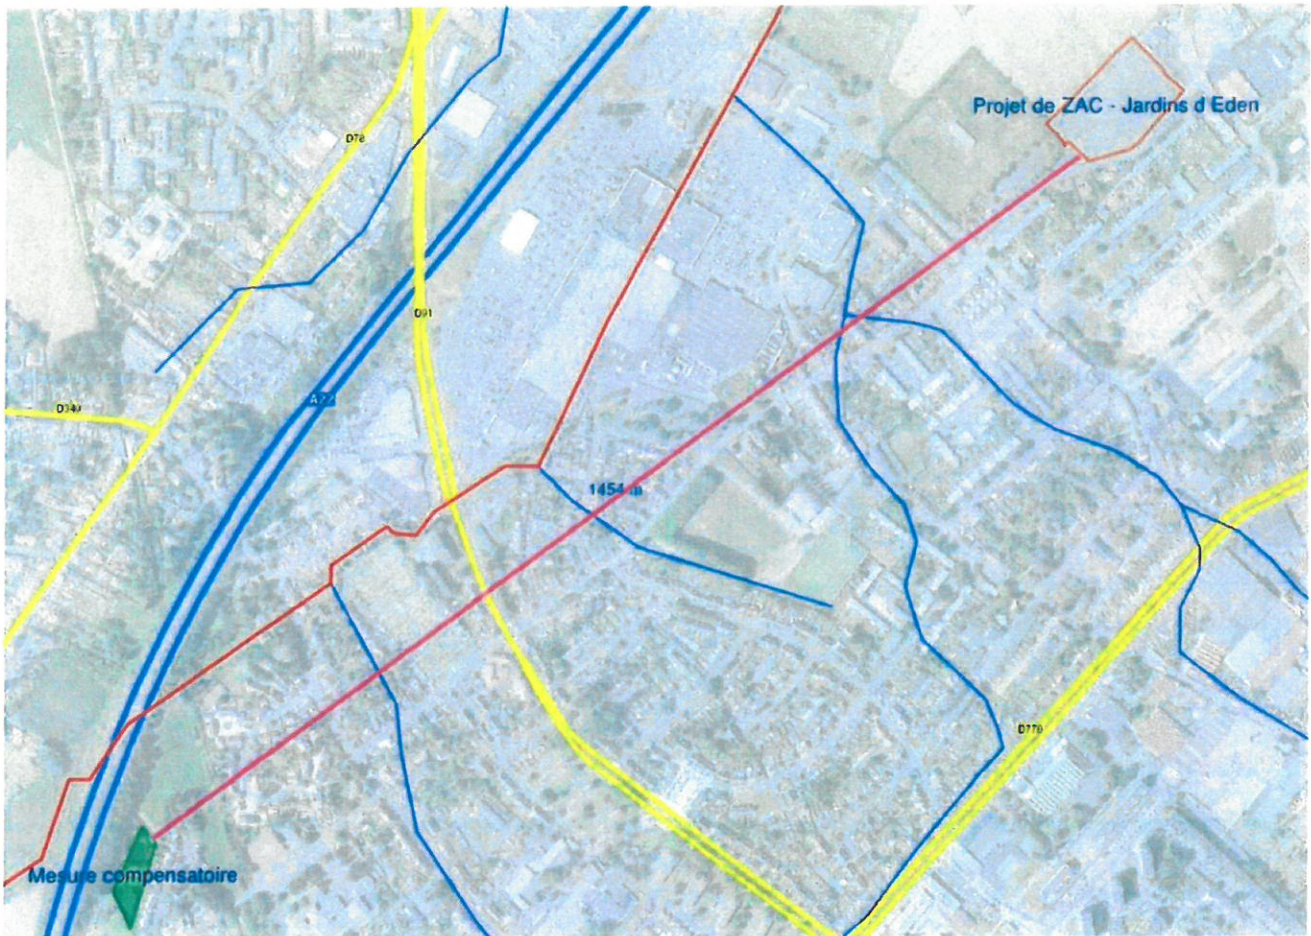 Projet de ZAC - Jardins d Eden
D78
D91
A22
D349
1454 m
D770
Mesure compensatoire